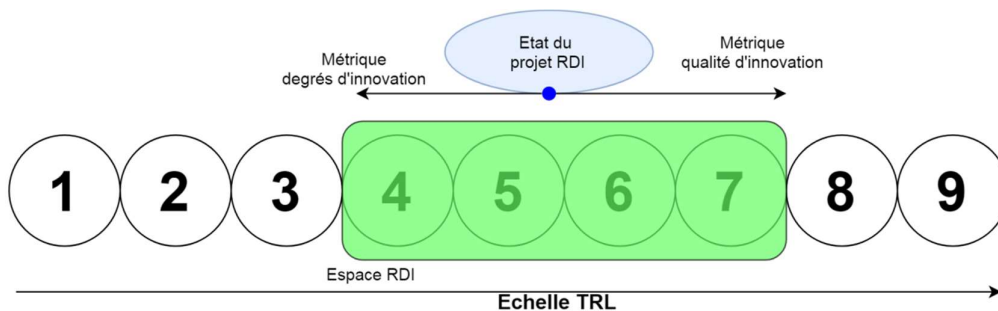 Etat du
projet RDI
Métrique
degrés d'innovation
Métrique
qualité d'innovation
1 2 3 4 5 6 7 8 9
Espace RDI
Echelle TRL